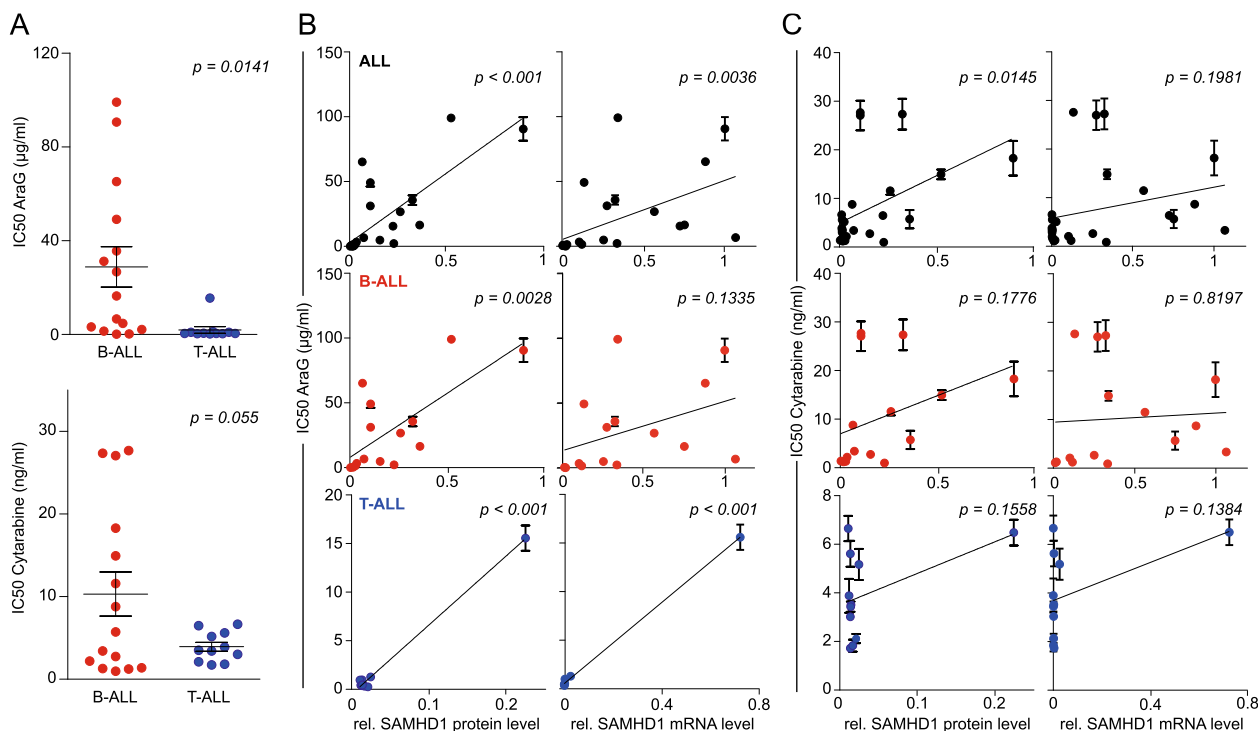 A
B
C
IC50 AraG (µg/ml)
120
80
40
0
p = 0.0141
B-ALL
T-ALL
IC50 Cytarabine (ng/ml)
30
20
10
0
p = 0.055
B-ALL
T-ALL
IC50 AraG (µg/ml)
150
100
50
0
ALL
p < 0.001
p = 0.0036
0
0.5
1
0
0.5
1
150
100
50
0
B-ALL
p = 0.0028
p = 0.1335
0
0.5
1
0
0.5
1
20
15
10
5
0
T-ALL
p < 0.001
p < 0.001
0
0.1
0.2
0
0.4
0.8
rel. SAMHD1 protein level
rel. SAMHD1 mRNA level
IC50 Cytarabine (ng/ml)
40
30
20
10
0
p = 0.0145
p = 0.1981
0
0.5
1
0
0.5
1
40
30
20
10
0
p = 0.1776
p = 0.8197
0
0.5
1
0
0.5
1
8
6
4
2
0
p = 0.1558
p = 0.1384
0
0.1
0.2
0
0.4
0.8
rel. SAMHD1 protein level
rel. SAMHD1 mRNA level